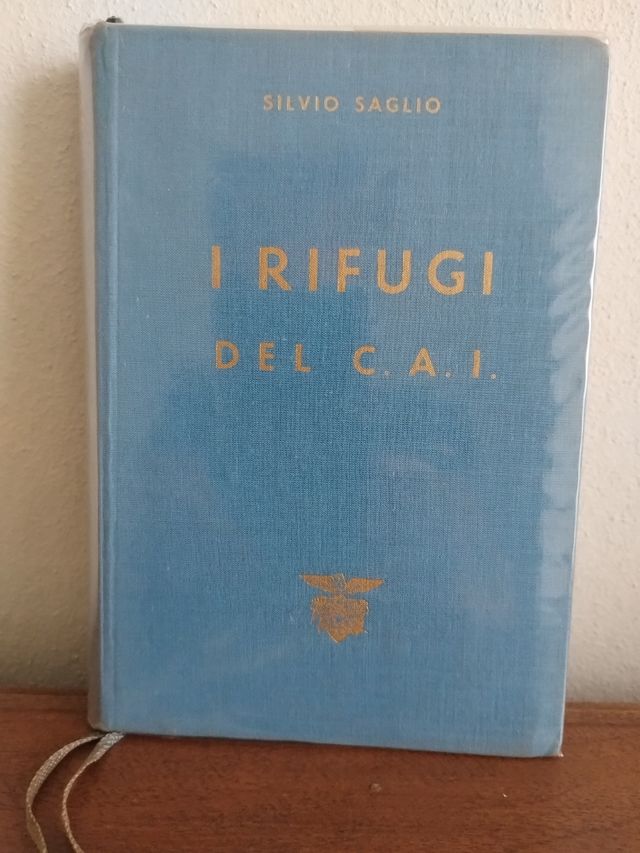 SILVIO SAGLIO
I RIFUGI
DEL C.A.I.